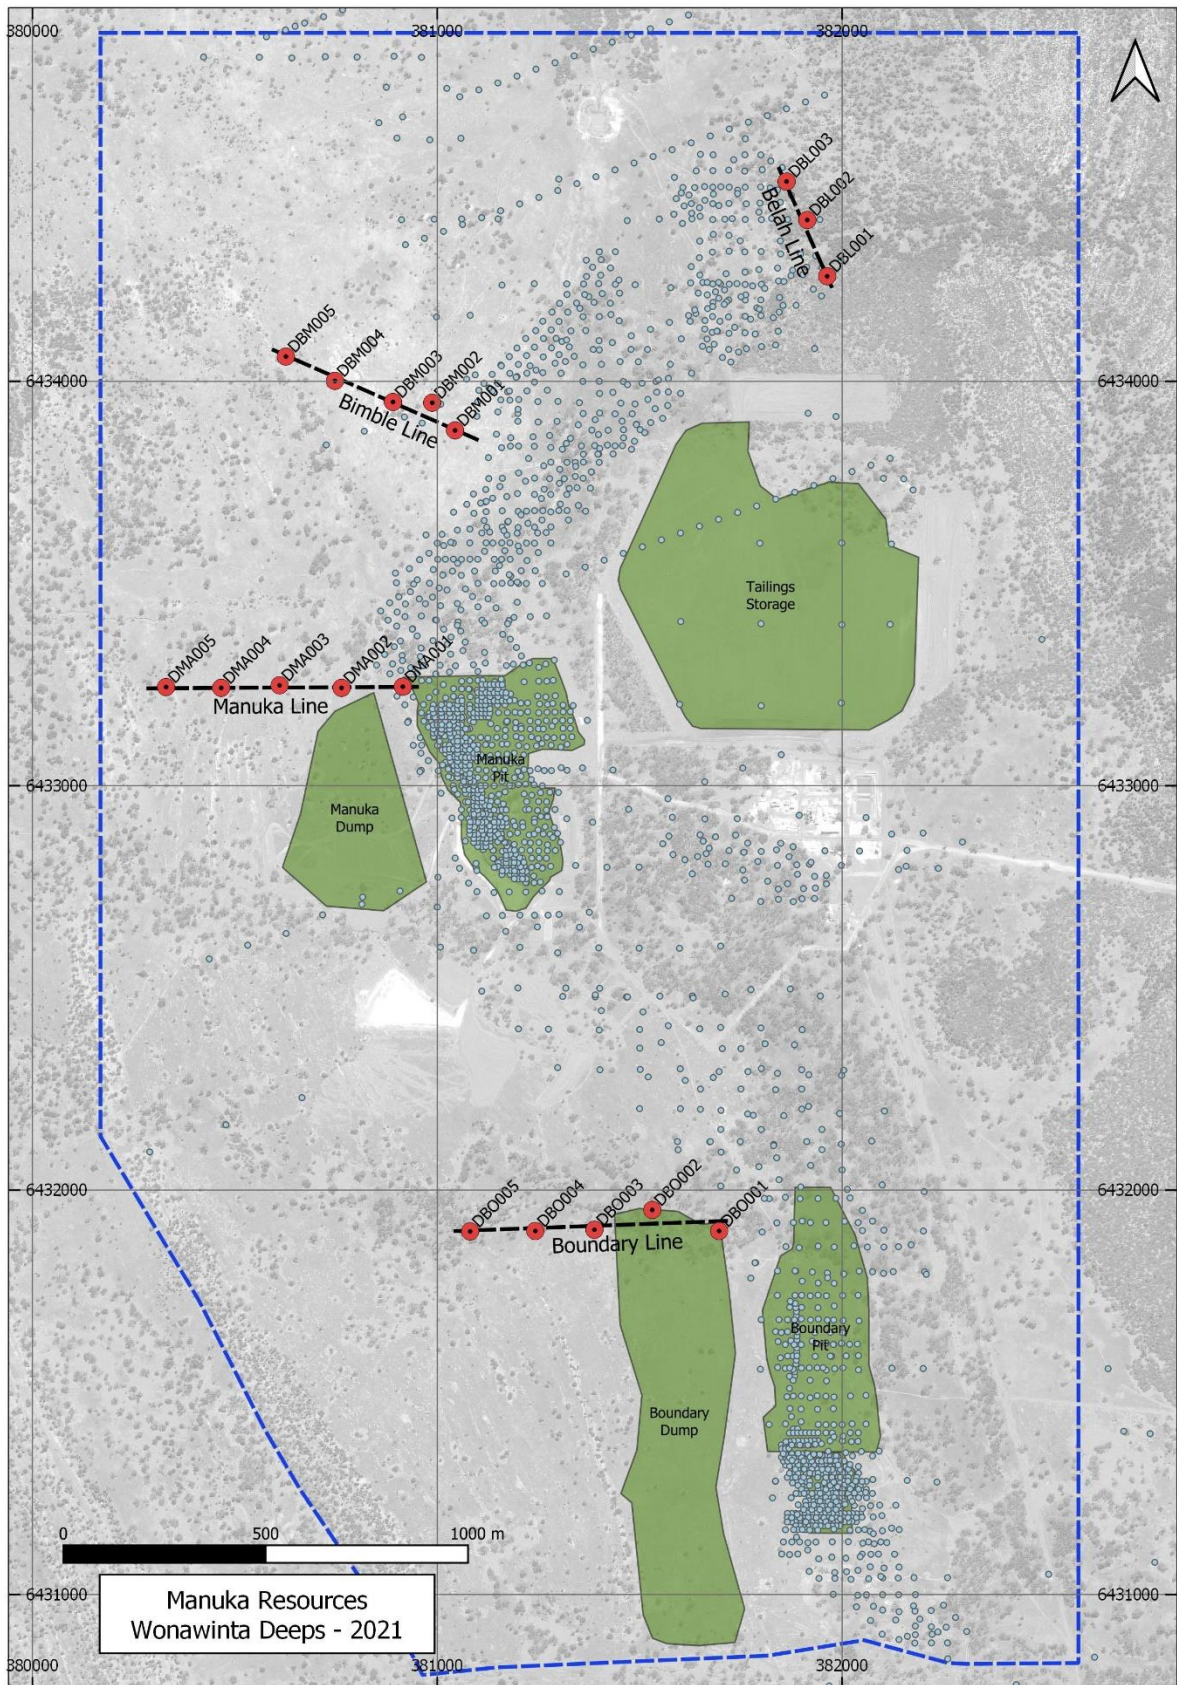 380000
381000
382000
DBL003
DBL002
DBL001
Belah Line
DBM005
DBM004
DBM003
DBM002
DBM001
Bimble Line
6434000
6434000
Tailings
Storage
DMA005
DMA004
DMA003
DMA002
DMA001
Manuka Line
Manuka
Pit
6433000
6433000
Manuka
Dump
6432000
6432000
DBO005
DBO004
DBO003
DBO002
DBO001
Boundary Line
Boundary
Pit
Boundary
Dump
0
500
1000 m
6431000
6431000
Manuka Resources
Wonawinta Deeps - 2021
380000
381000
382000